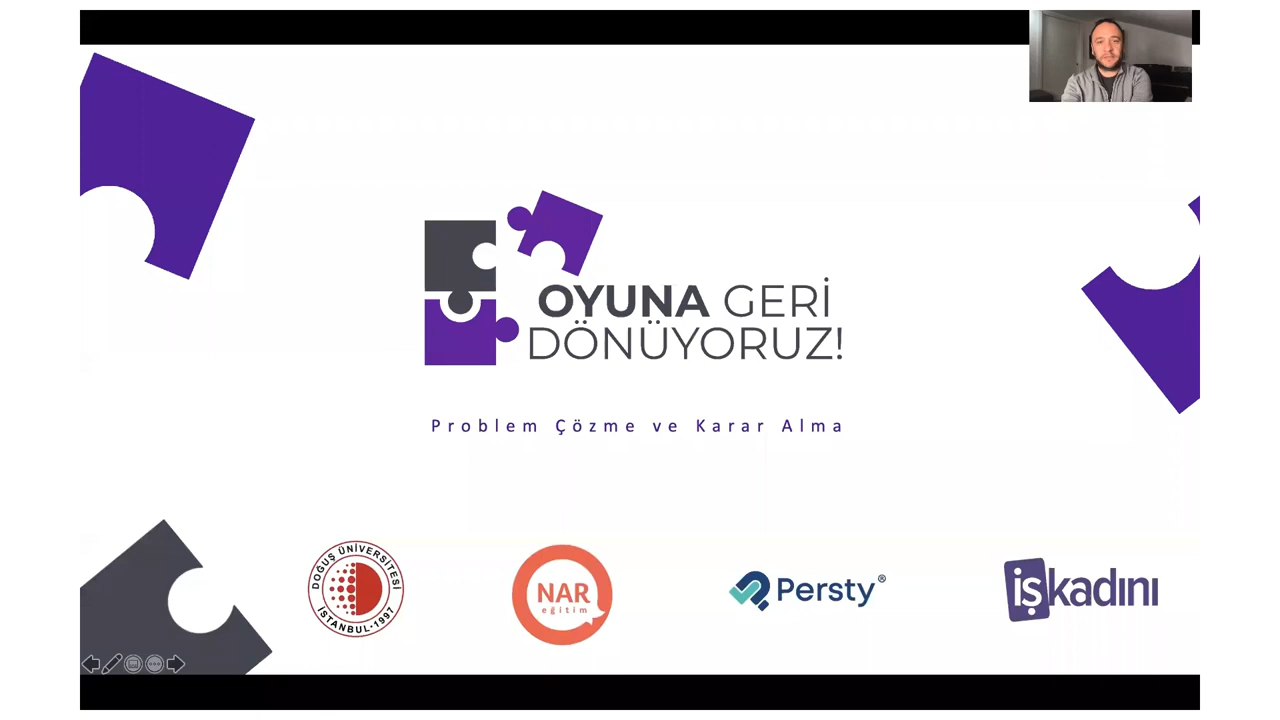 OYUNA GERİ
DÖNÜYORUZ!
Problem Çözme ve Karar Alma
DOĞUŞ ÜNİVERSİTESİ
İSTANBUL•1997
NAR
eğitim
Persty®
işkadını